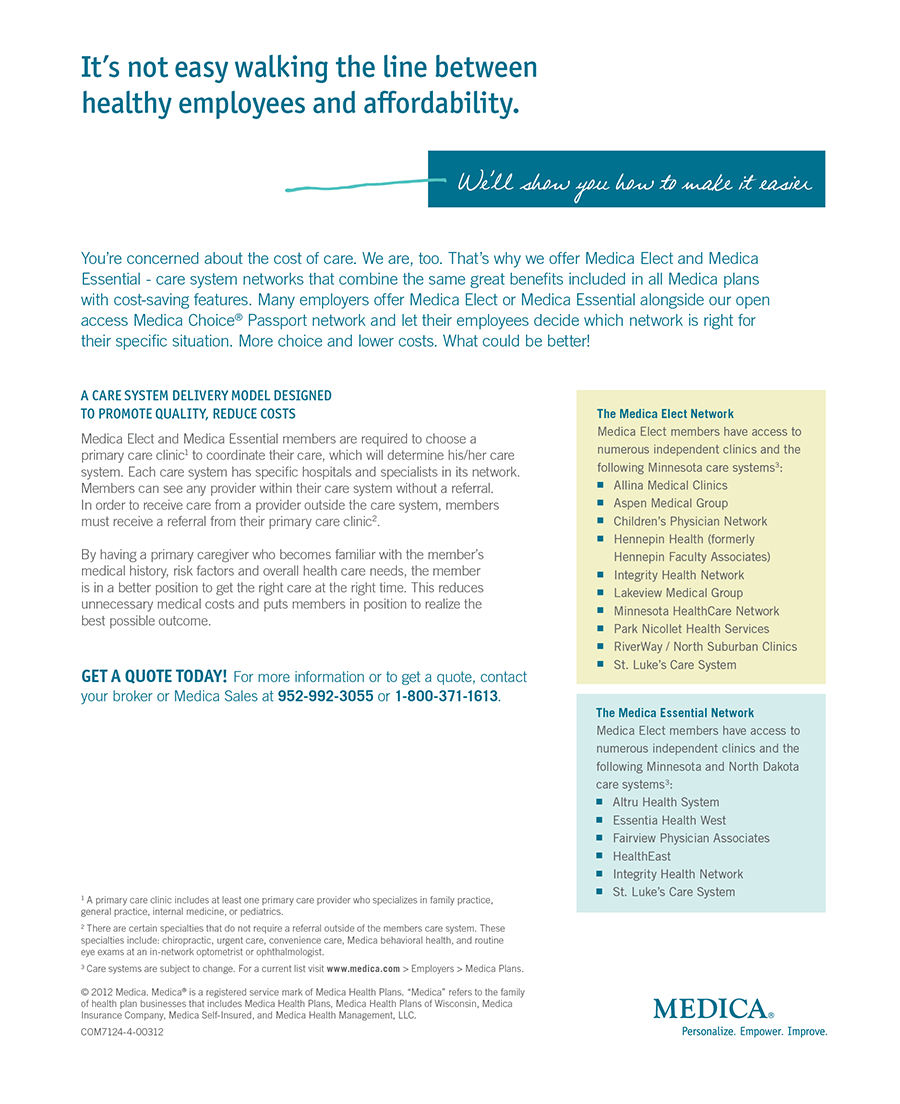 It's not easy walking the line between
healthy employees and affordability.
We'll show you how to make it easier
You're concerned about the cost of care. We are, too. That's why we offer Medica Elect and Medica
Essential - care system networks that combine the same great benefits included in all Medica plans
with cost-saving features. Many employers offer Medica Elect or Medica Essential alongside our open
access Medica Choice® Passport network and let their employees decide which network is right for
their specific situation. More choice and lower costs. What could be better!
A CARE SYSTEM DELIVERY MODEL DESIGNED
TO PROMOTE QUALITY, REDUCE COSTS
Medica Elect and Medica Essential members are required to choose a
primary care clinic¹ to coordinate their care, which will determine his/her care
system. Each care system has specific hospitals and specialists in its network.
Members can see any provider within their care system without a referral.
In order to receive care from a provider outside the care system, members
must receive a referral from their primary care clinic².
By having a primary caregiver who becomes familiar with the member's
medical history, risk factors and overall health care needs, the member
is in a better position to get the right care at the right time. This reduces
unnecessary medical costs and puts members in position to realize the
best possible outcome.
GET A QUOTE TODAY! For more information or to get a quote, contact
your broker or Medica Sales at 952-992-3055 or 1-800-371-1613.
The Medica Elect Network
Medica Elect members have access to
numerous independent clinics and the
following Minnesota care systems³:
■ Allina Medical Clinics
■ Aspen Medical Group
■ Children's Physician Network
■ Hennepin Health (formerly
Hennepin Faculty Associates)
■ Integrity Health Network
■ Lakeview Medical Group
■ Minnesota HealthCare Network
■ Park Nicollet Health Services
■ RiverWay / North Suburban Clinics
■ St. Luke's Care System
The Medica Essential Network
Medica Elect members have access to
numerous independent clinics and the
following Minnesota and North Dakota
care systems³:
■ Altru Health System
■ Essentia Health West
■ Fairview Physician Associates
■ HealthEast
■ Integrity Health Network
■ St. Luke's Care System
¹ A primary care clinic includes at least one primary care provider who specializes in family practice,
general practice, internal medicine, or pediatrics.
² There are certain specialties that do not require a referral outside of the members care system. These
specialties include: chiropractic, urgent care, convenience care, Medica behavioral health, and routine
eye exams at an in-network optometrist or ophthalmologist.
³ Care systems are subject to change. For a current list visit www.medica.com > Employers > Medica Plans.
© 2012 Medica. Medica® is a registered service mark of Medica Health Plans. "Medica" refers to the family
of health plan businesses that includes Medica Health Plans, Medica Health Plans of Wisconsin, Medica
Insurance Company, Medica Self-Insured, and Medica Health Management, LLC.
COM7124-4-00312
MEDICA®
Personalize. Empower. Improve.